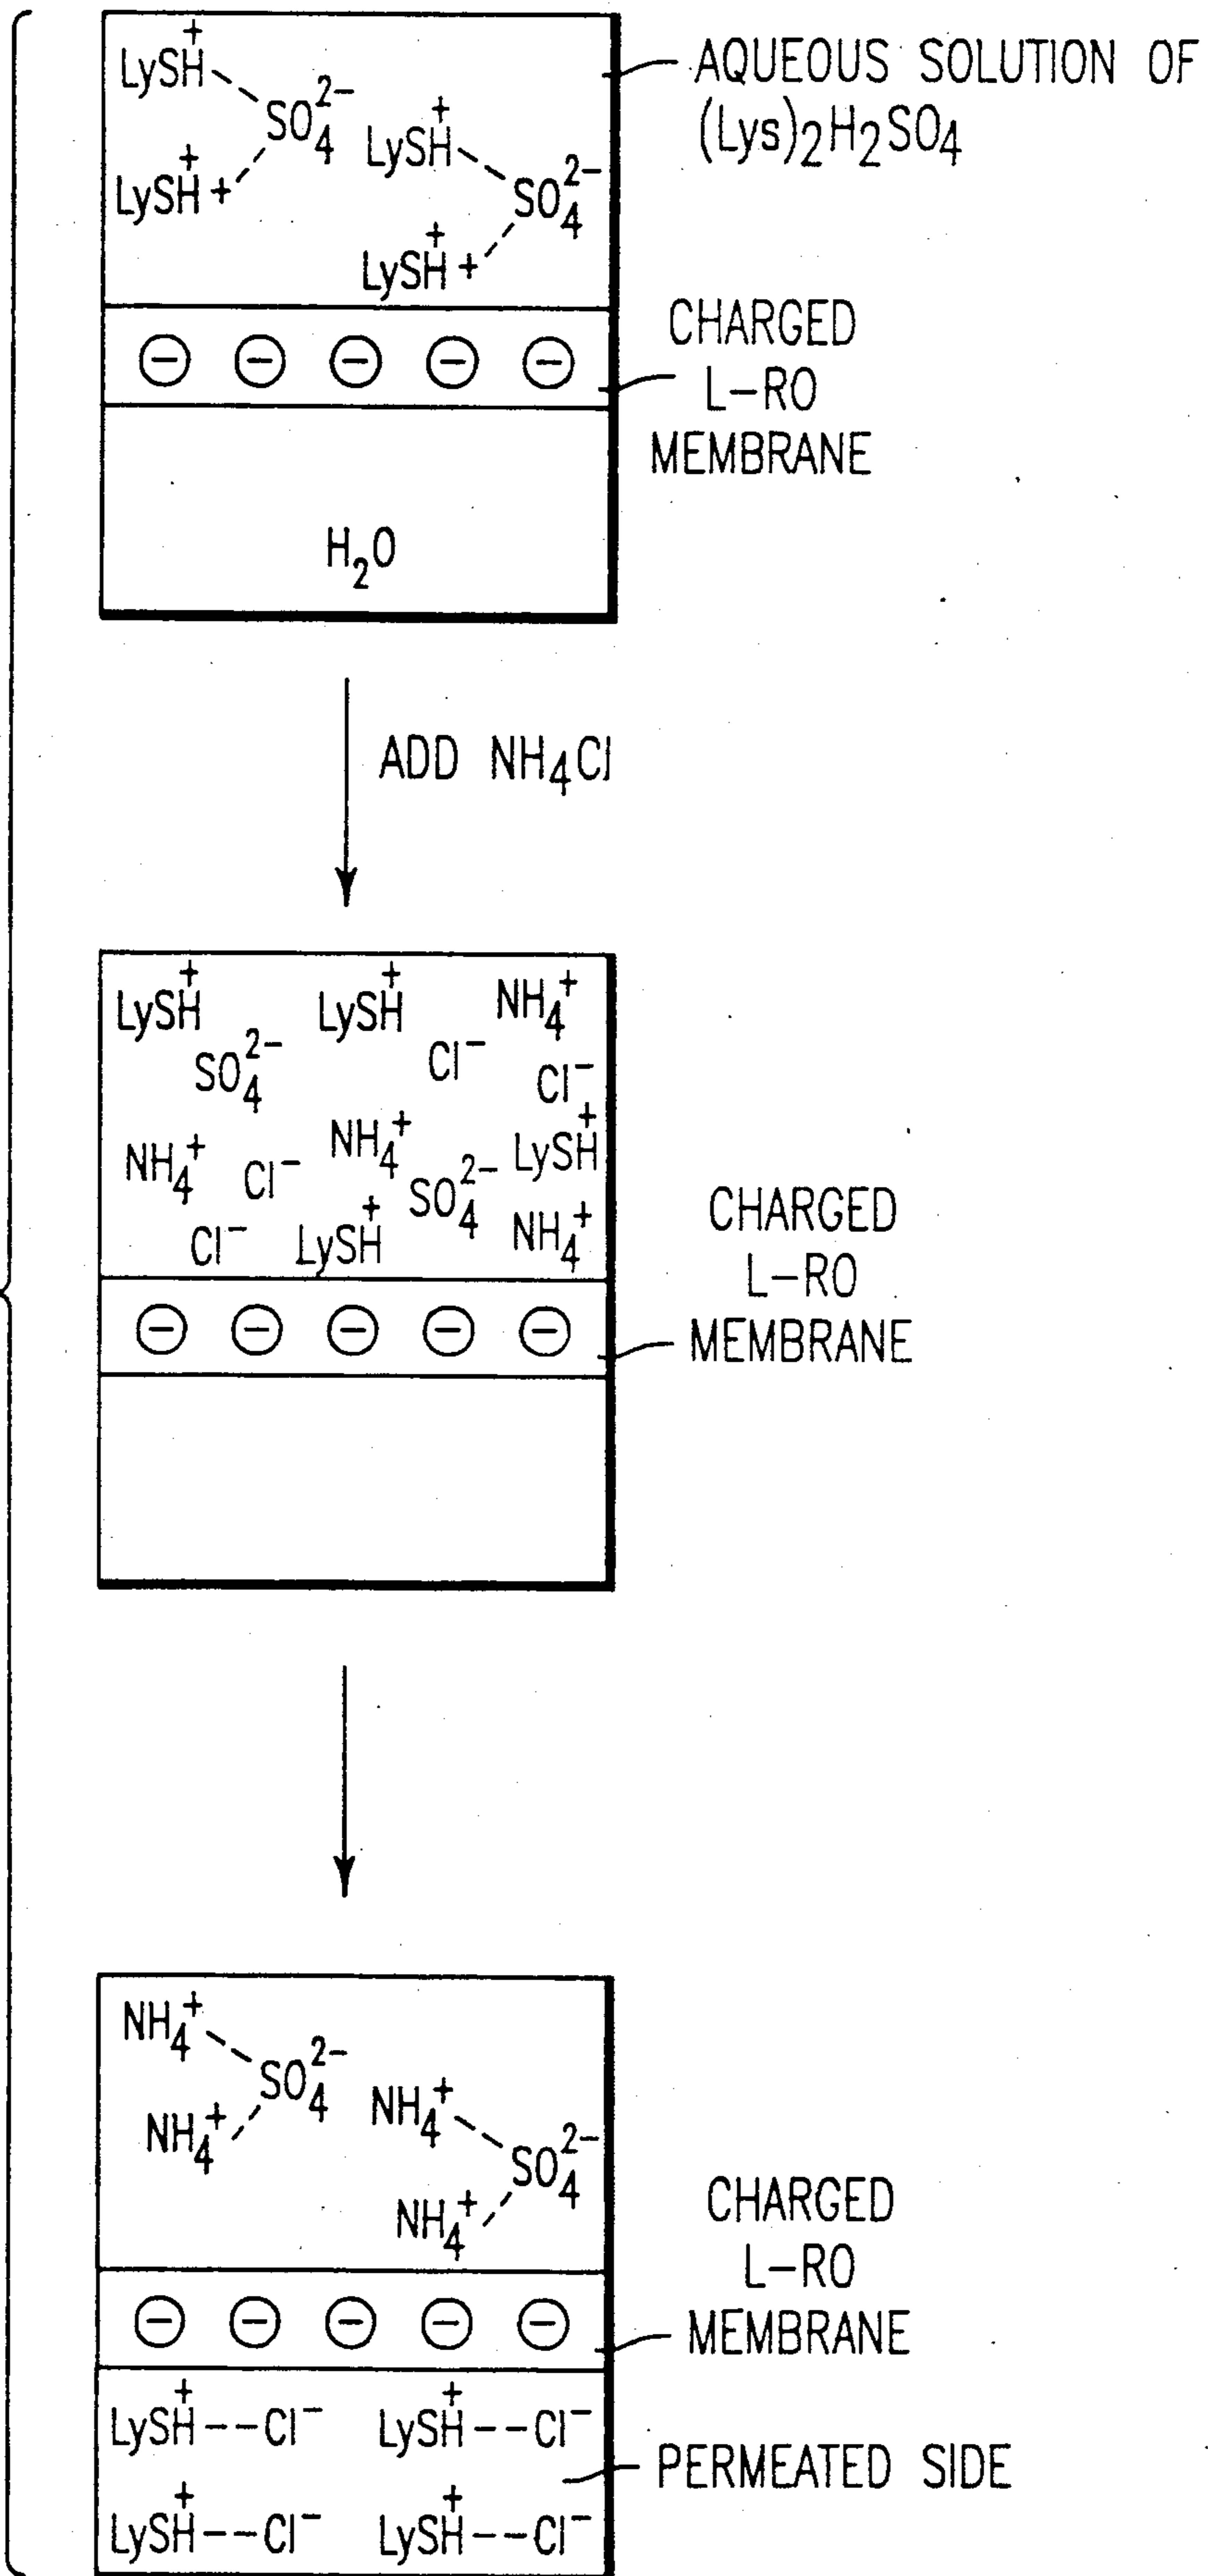 LySH⁺
SO₄²⁻
LySH⁺ +
LySH⁺
SO₄²⁻
LySH⁺ +
AQUEOUS SOLUTION OF
(Lys)₂H₂SO₄
⊖ ⊖ ⊖ ⊖ ⊖
CHARGED
L-RO
MEMBRANE
H₂O
ADD NH₄Cl
LySH⁺ LySH⁺ NH₄⁺
SO₄²⁻ Cl⁻ Cl⁻
NH₄⁺ Cl⁻ NH₄⁺ SO₄²⁻ LySH⁺
Cl⁻ LySH⁺ NH₄⁺
⊖ ⊖ ⊖ ⊖ ⊖
CHARGED
L-RO
MEMBRANE
NH₄⁺
SO₄²⁻
NH₄⁺
NH₄⁺
SO₄²⁻
NH₄⁺
⊖ ⊖ ⊖ ⊖ ⊖
CHARGED
L-RO
MEMBRANE
LySH⁺--Cl⁻ LySH⁺--Cl⁻
PERMEATED SIDE
LySH⁺--Cl⁻ LySH⁺--Cl⁻